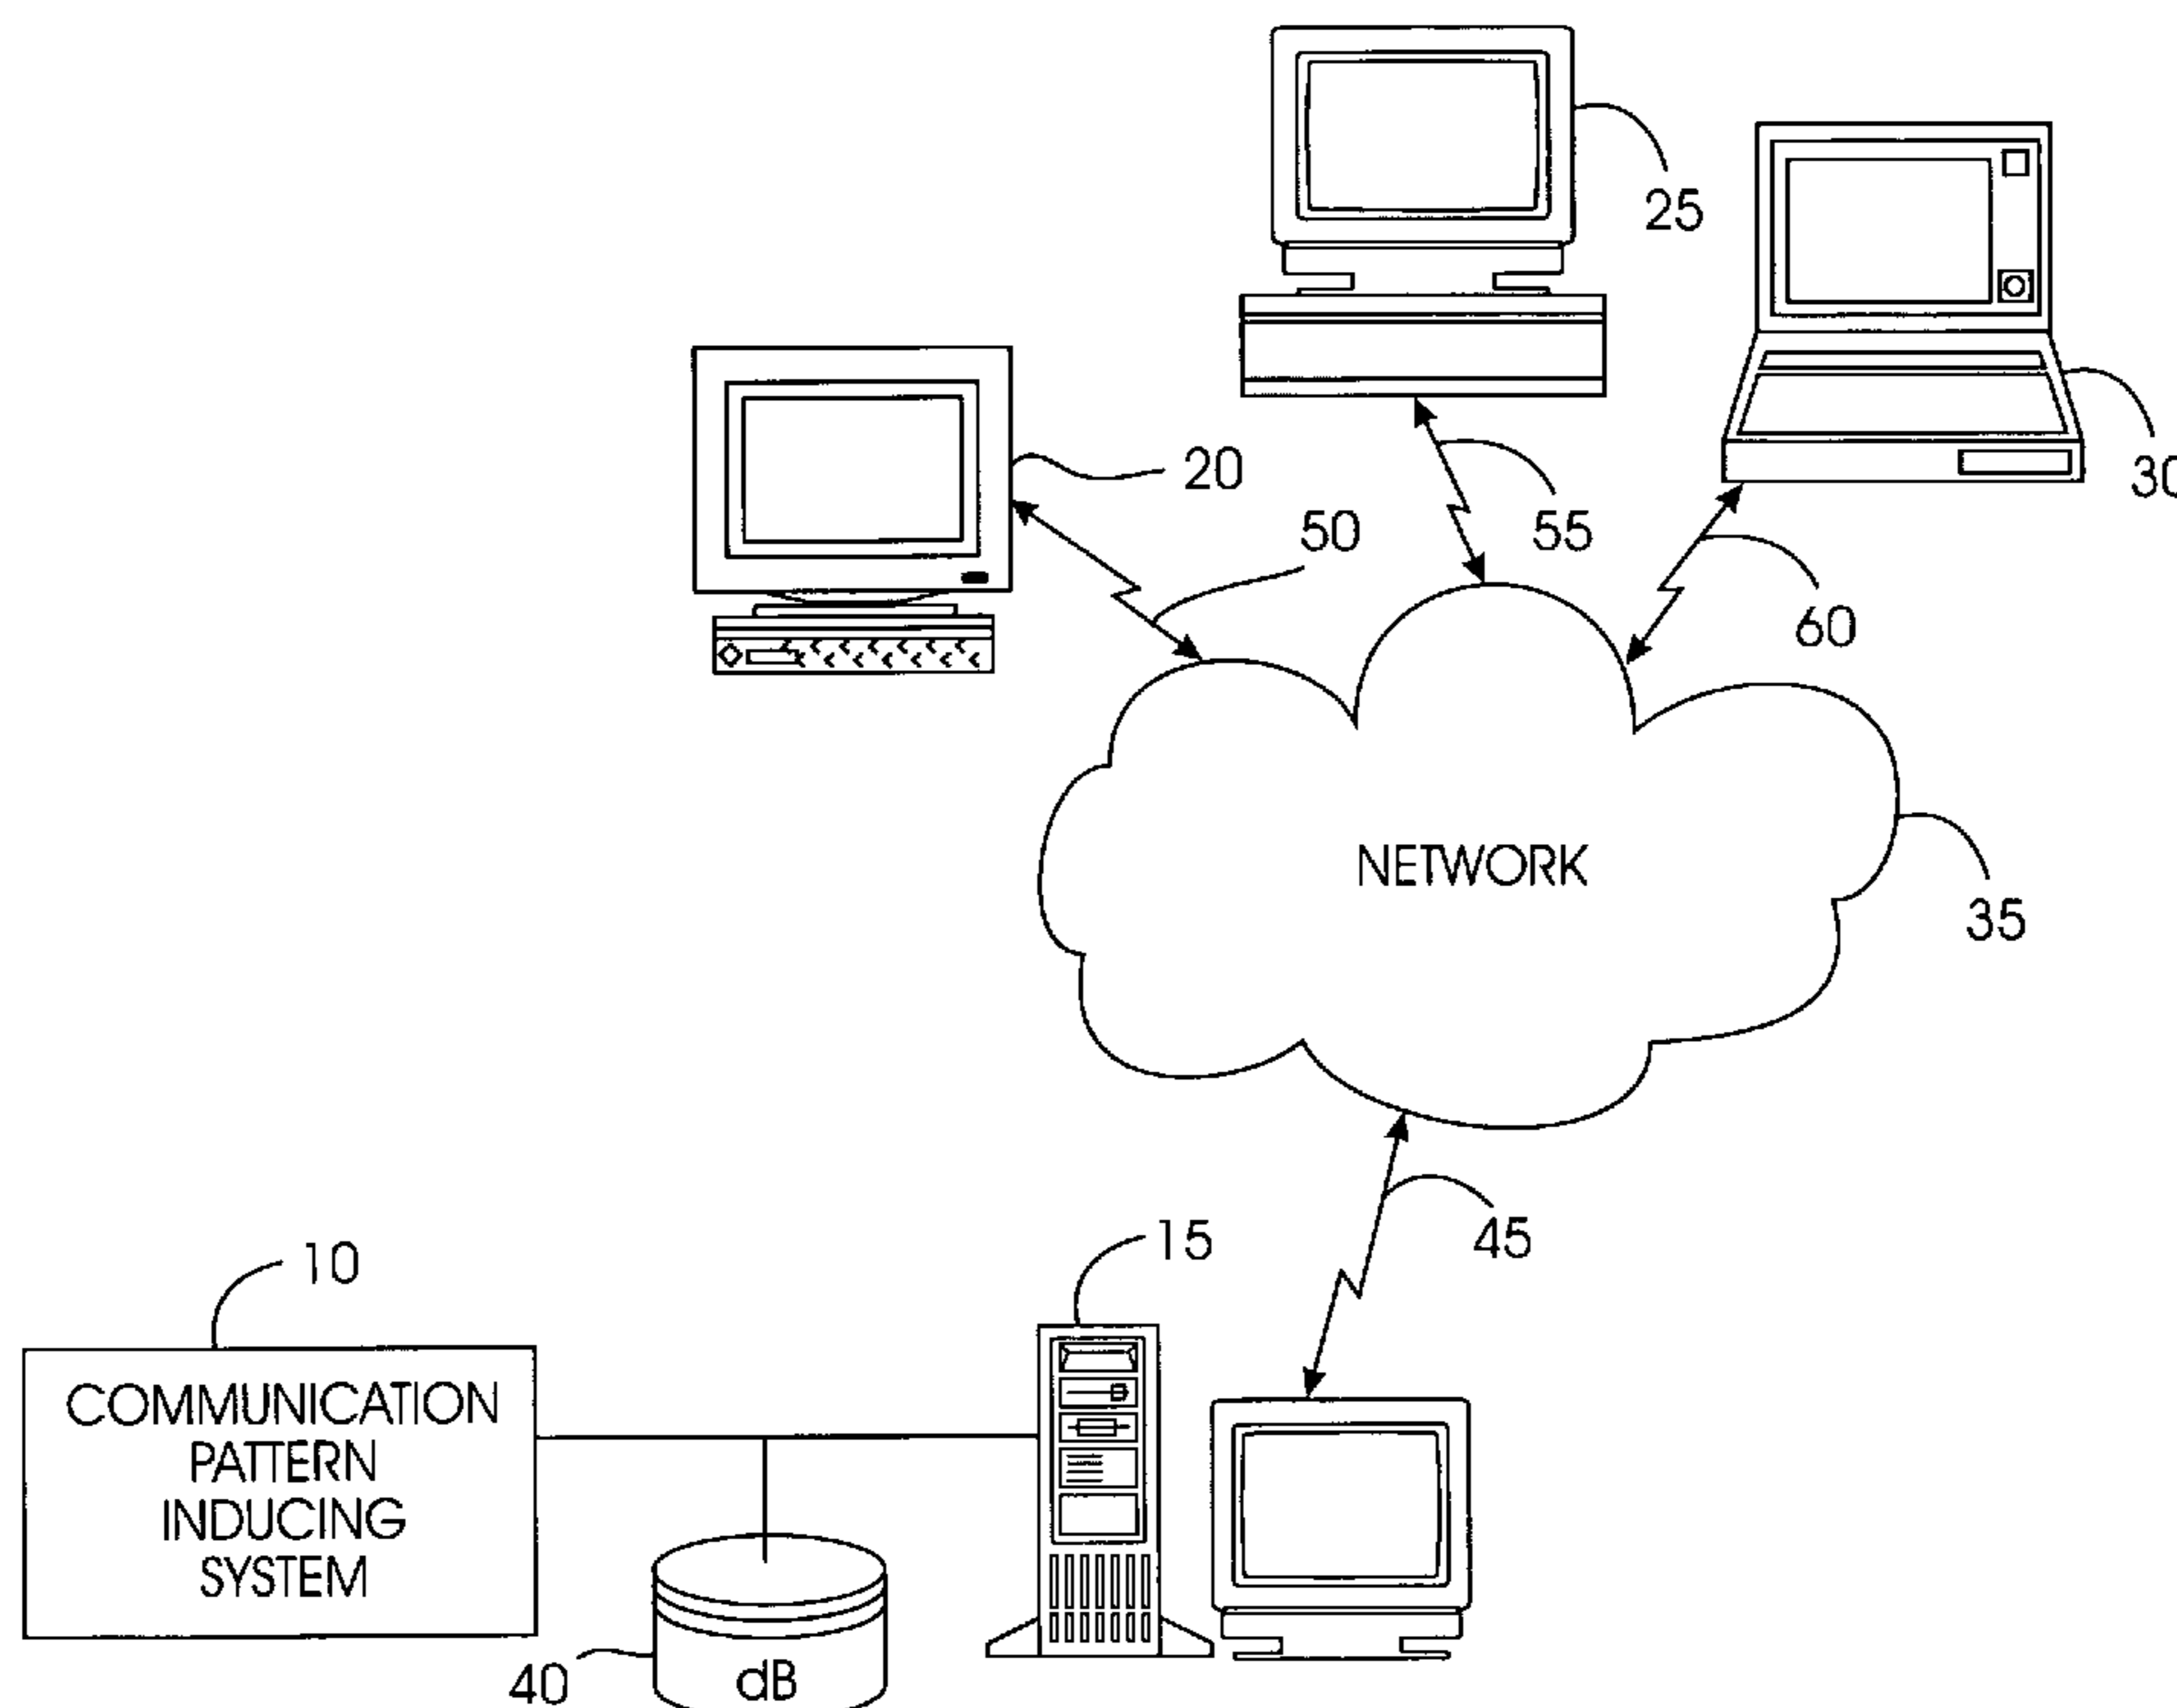 25
30
20
50
55
60
NETWORK
35
45
15
10
COMMUNICATION
PATTERN
INDUCING
SYSTEM
40
dB